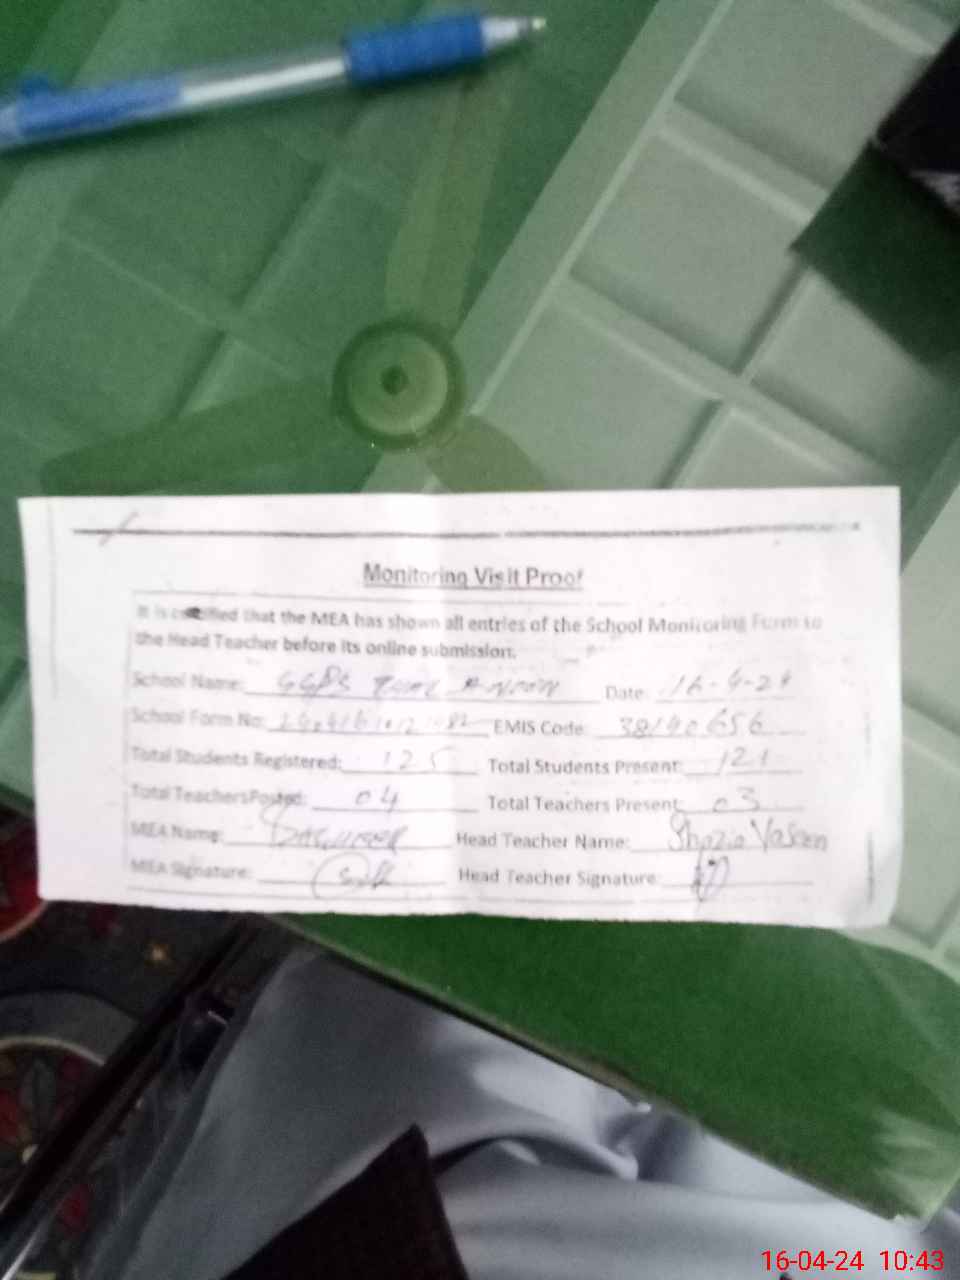 Monitoring Visit Proof
It is certified that the MEA has shown all entries of the School Monitoring Form to
the Head Teacher before its online submission.
School Name: GGPS Date: 16-4-24
School Form No: EMIS Code: 38140656
Total Students Registered: 125 Total Students Present: 121
Total Teachers Posted: 04 Total Teachers Present: 03
MEA Name: Head Teacher Name: Shazia
MEA Signature: Head Teacher Signature:
16-04-24 10:43